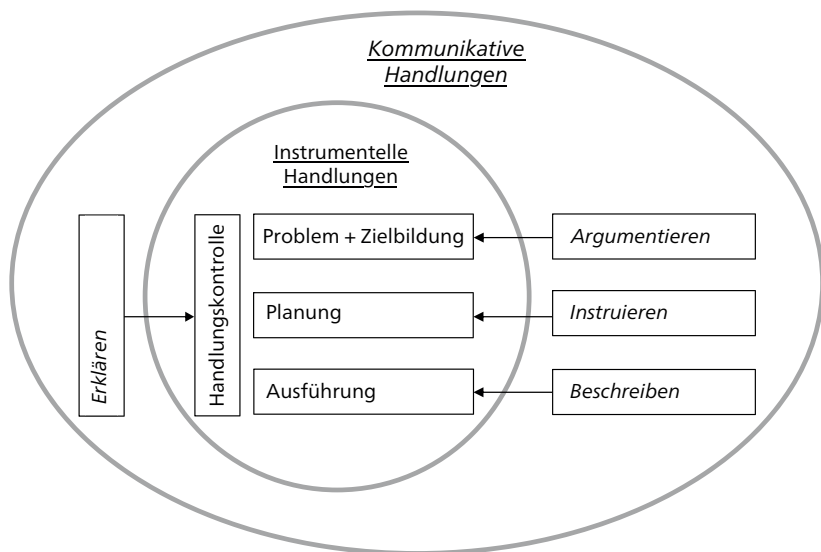 Kommunikative
Handlungen
Instrumentelle
Handlungen
Erklären
Handlungskontrolle
Problem + Zielbildung
Argumentieren
Planung
Instruieren
Ausführung
Beschreiben